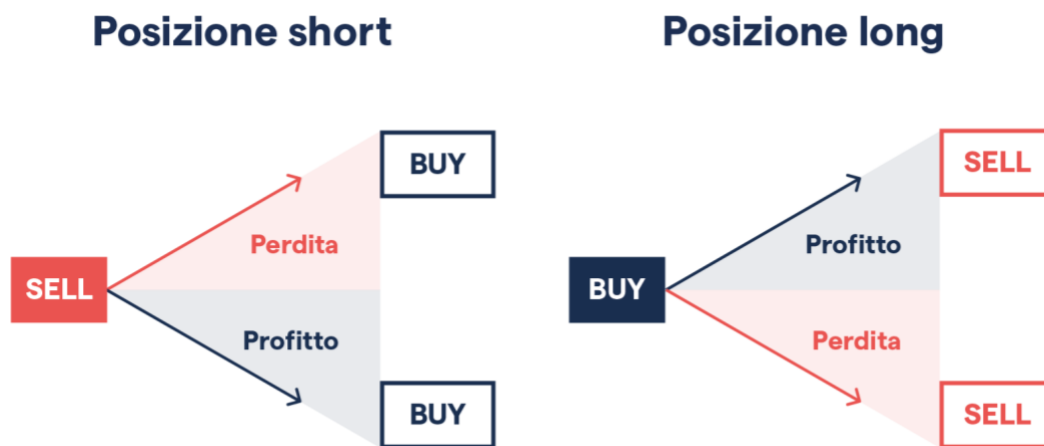 Posizione short
BUY
Perdita
SELL
Profitto
BUY
Posizione long
SELL
Profitto
BUY
Perdita
SELL